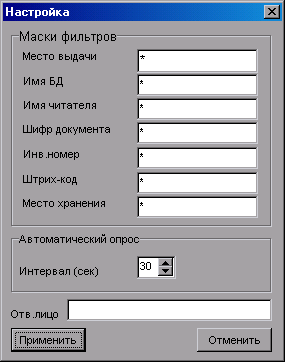 Настройка
Маски фильтров
Место выдачи *
Имя БД *
Имя читателя *
Шифр документа *
Инв.номер *
Штрих-код *
Место хранения *
Автоматический опрос
Интервал (сек) 30
Отв.лицо
Применить Отменить